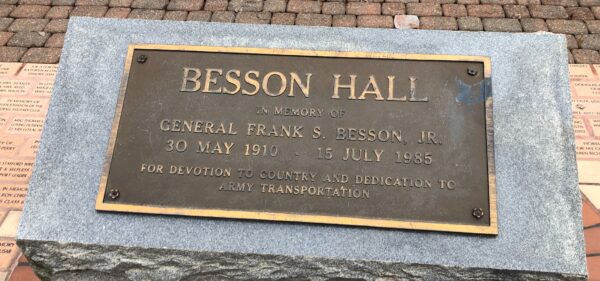 BESSON HALL
IN MEMORY OF
GENERAL FRANK S. BESSON, JR.
30 MAY 1910 - 15 JULY 1985
FOR DEVOTION TO COUNTRY AND DEDICATION TO
ARMY TRANSPORTATION